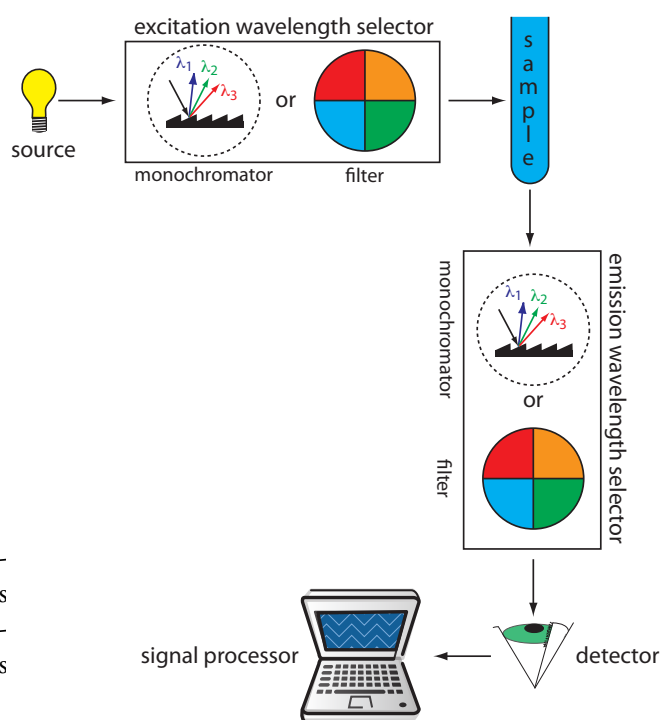 excitation wavelength selector
λ1 λ2 λ3
or
source
monochromator
filter
sample
emission wavelength selector
monochromator
λ1 λ2 λ3
or
filter
s
signal processor
detector
s